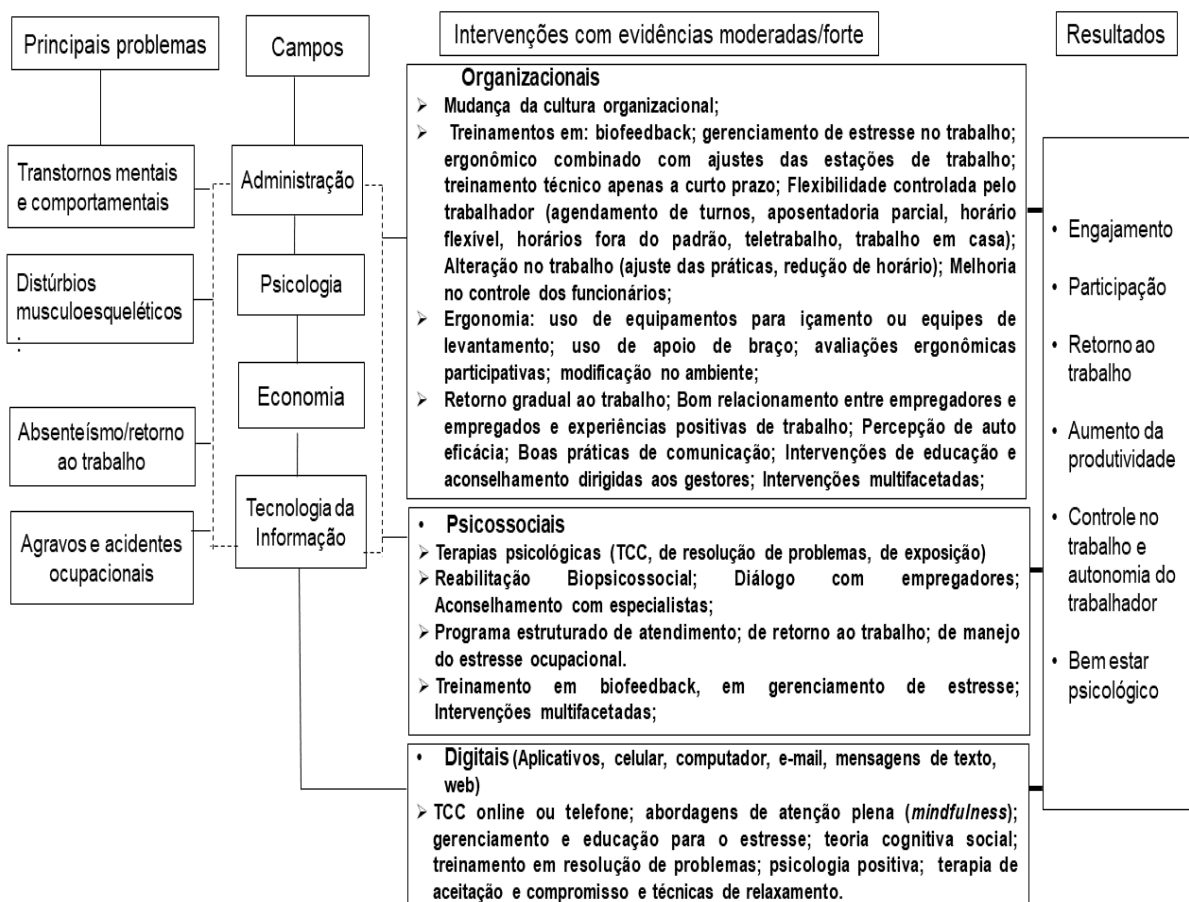 Principais problemas
Transtornos mentais
e comportamentais
Distúrbios
musculoesqueléticos
:
Absenteísmo/retorno
ao trabalho
Agravos e acidentes
ocupacionais
Campos
Administração
Psicologia
Economia
Tecnologia da
Informação
Intervenções com evidências moderadas/forte
Organizacionais
➢ Mudança da cultura organizacional;
➢ Treinamentos em: biofeedback; gerenciamento de estresse no trabalho;
ergonômico combinado com ajustes das estações de trabalho;
treinamento técnico apenas a curto prazo; Flexibilidade controlada pelo
trabalhador (agendamento de turnos, aposentadoria parcial, horário
flexível, horários fora do padrão, teletrabalho, trabalho em casa);
Alteração no trabalho (ajuste das práticas, redução de horário); Melhoria
no controle dos funcionários;
➢ Ergonomia: uso de equipamentos para içamento ou equipes de
levantamento; uso de apoio de braço; avaliações ergonômicas
participativas; modificação no ambiente;
➢ Retorno gradual ao trabalho; Bom relacionamento entre empregadores e
empregados e experiências positivas de trabalho; Percepção de auto
eficácia; Boas práticas de comunicação; Intervenções de educação e
aconselhamento dirigidas aos gestores; Intervenções multifacetadas;
• Psicossociais
➢ Terapias psicológicas (TCC, de resolução de problemas, de exposição)
➢ Reabilitação Biopsicossocial; Diálogo com empregadores;
Aconselhamento com especialistas;
➢ Programa estruturado de atendimento; de retorno ao trabalho; de manejo
do estresse ocupacional.
➢ Treinamento em biofeedback, em gerenciamento de estresse;
Intervenções multifacetadas;
• Digitais (Aplicativos, celular, computador, e-mail, mensagens de texto,
web)
➢ TCC online ou telefone; abordagens de atenção plena (mindfulness);
gerenciamento e educação para o estresse; teoria cognitiva social;
treinamento em resolução de problemas; psicologia positiva; terapia de
aceitação e compromisso e técnicas de relaxamento.
Resultados
• Engajamento
• Participação
• Retorno ao
trabalho
• Aumento da
produtividade
• Controle no
trabalho e
autonomia do
trabalhador
• Bem estar
psicológico